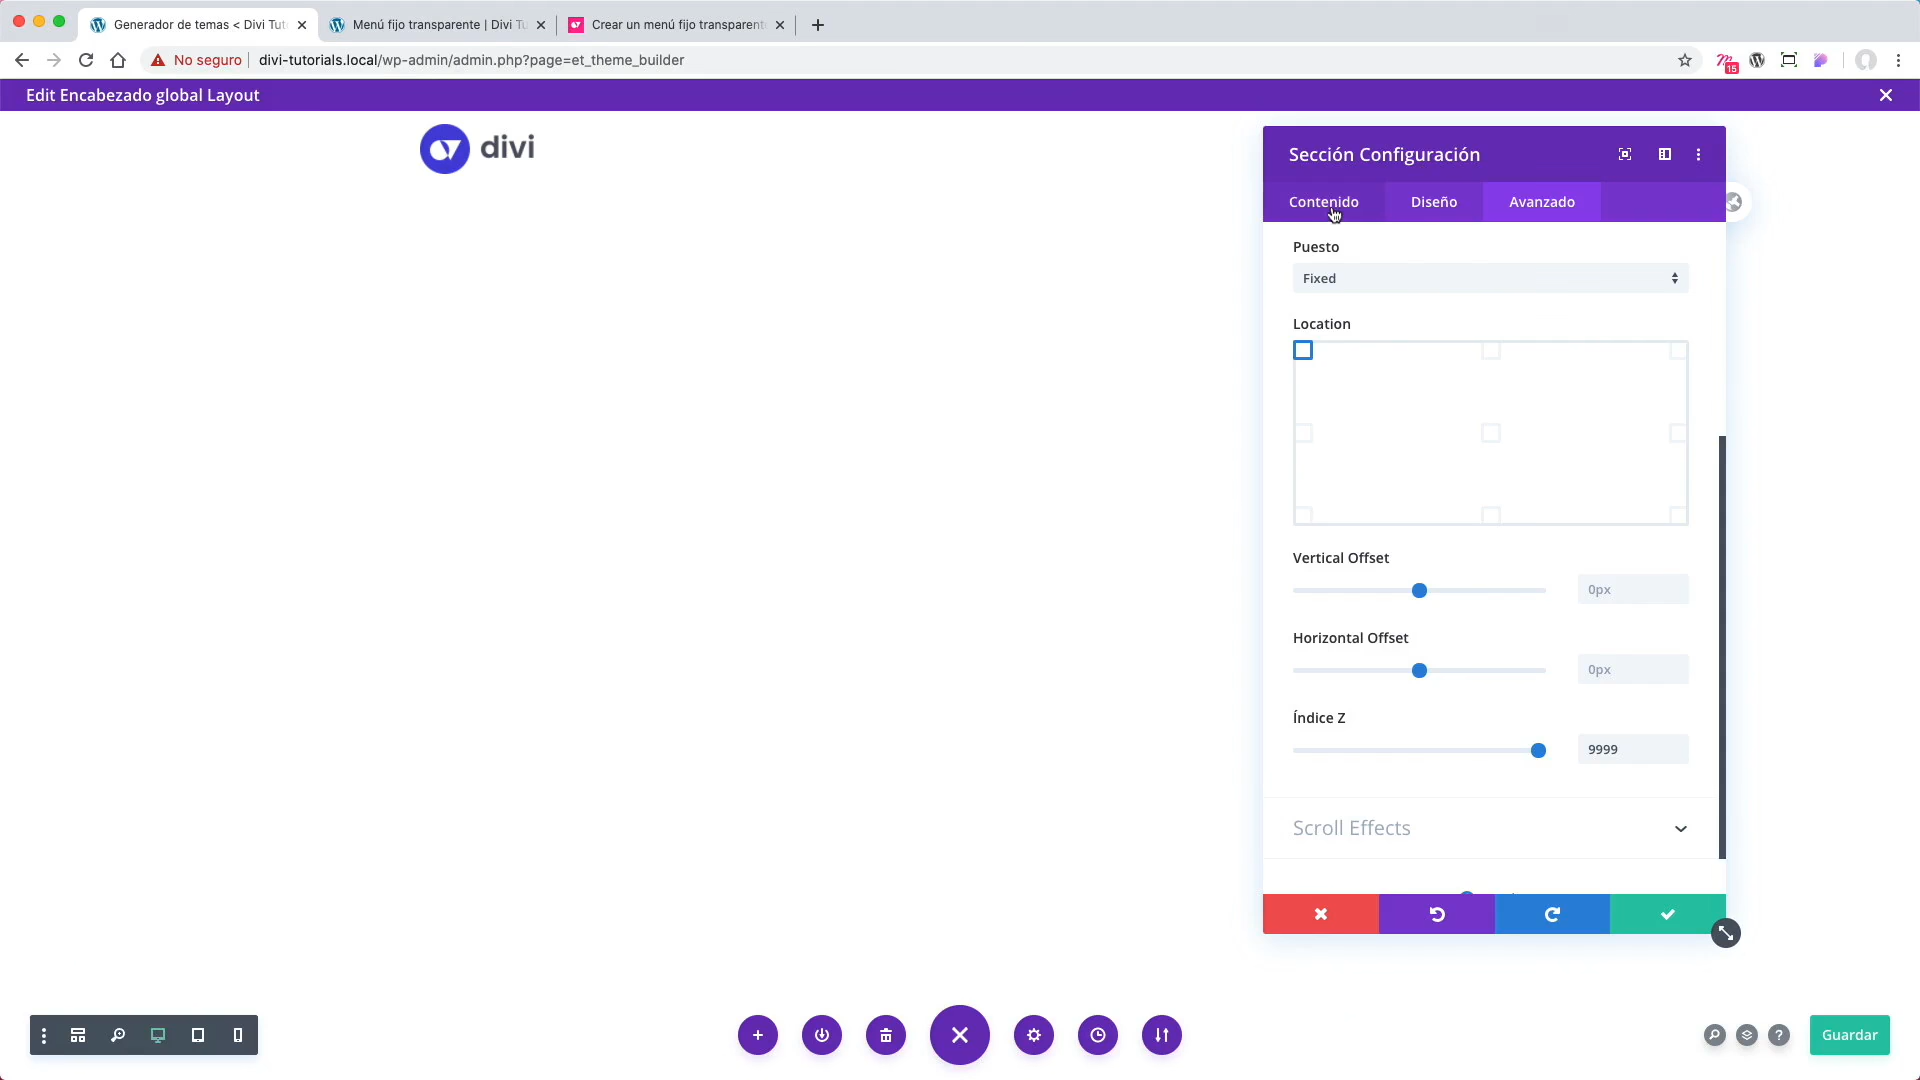 Generador de temas < Divi Tut
Menú fijo transparente | Divi Tu
Crear un menú fijo transparent
No seguro
divi-tutorials.local/wp-admin/admin.php?page=et_theme_builder
15
Edit Encabezado global Layout
divi
Sección Configuración
Contenido
Diseño
Avanzado
Puesto
Fixed
Location
Vertical Offset
0px
Horizontal Offset
0px
Índice Z
9999
Scroll Effects
Guardar